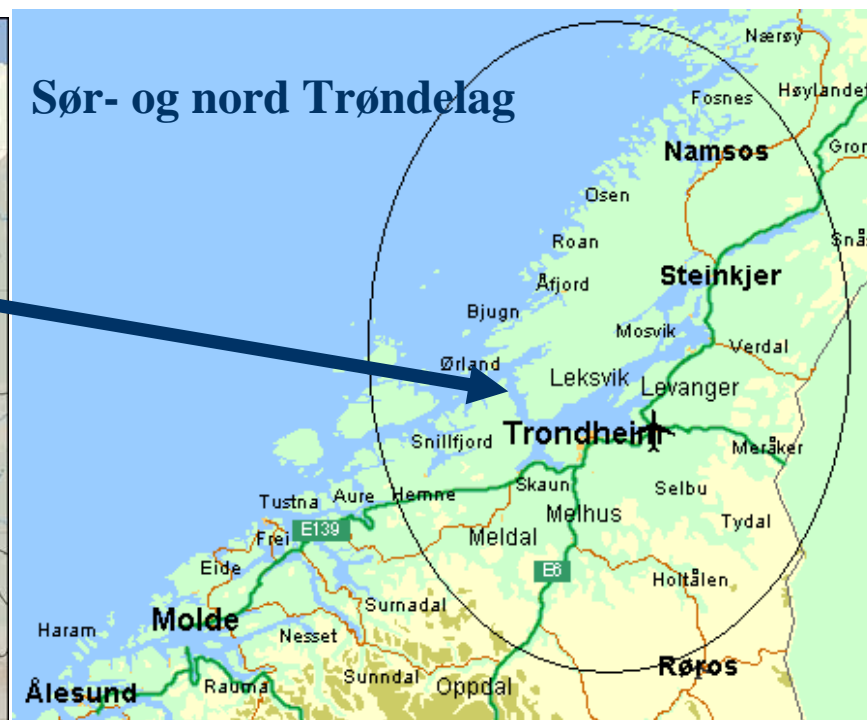 Sør- og nord Trøndelag
Nærøy
Fosnes
Høylandet
Namsos
Gron
Osen
Roan
Snås
Åfjord
Steinkjer
Bjugn
Mosvik
Verdal
Ørland
Leksvik
Levanger
Snillfjord
Trondheim
Meråker
Skaun
Selbu
Tustna
Aure
Hemne
Melhus
Tydal
Frei
E139
Meldal
Eide
E6
Holtålen
Surnadal
Haram
Molde
Nesset
Røros
Ålesund
Rauma
Sunndal
Oppdal